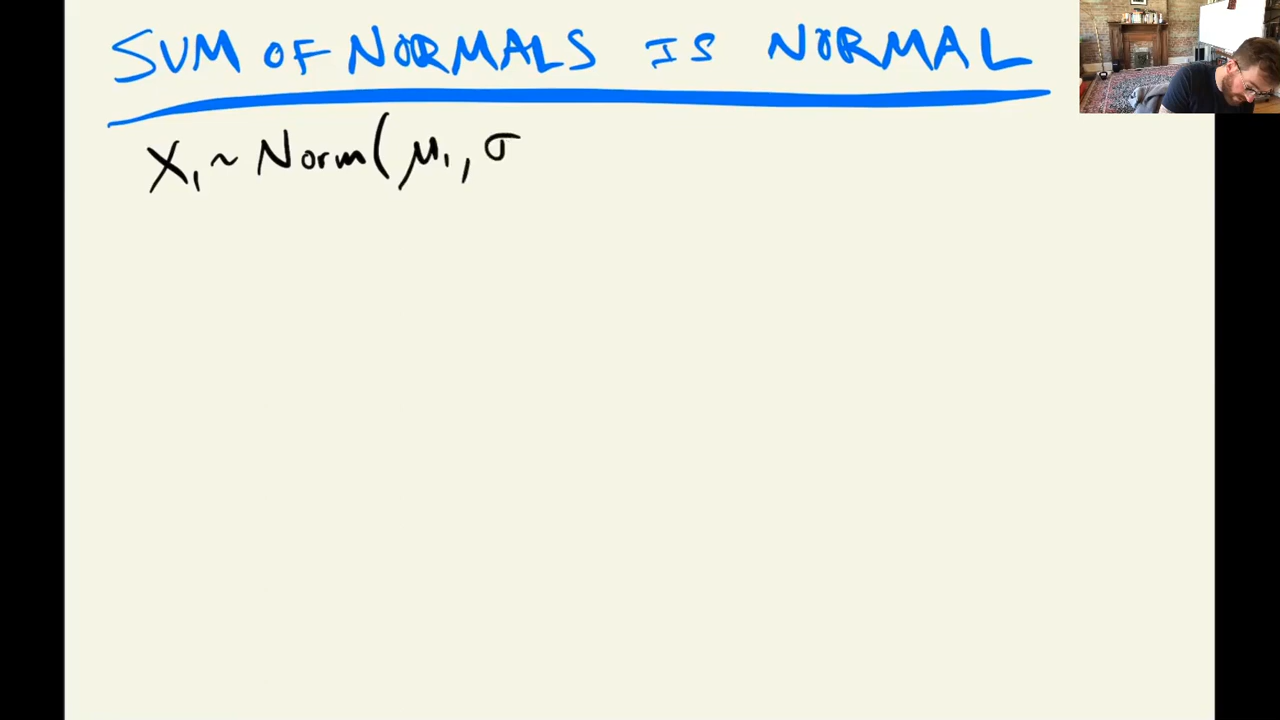 SUM OF NORMALS IS NORMAL
X₁ ~ Norm(μ₁, σ